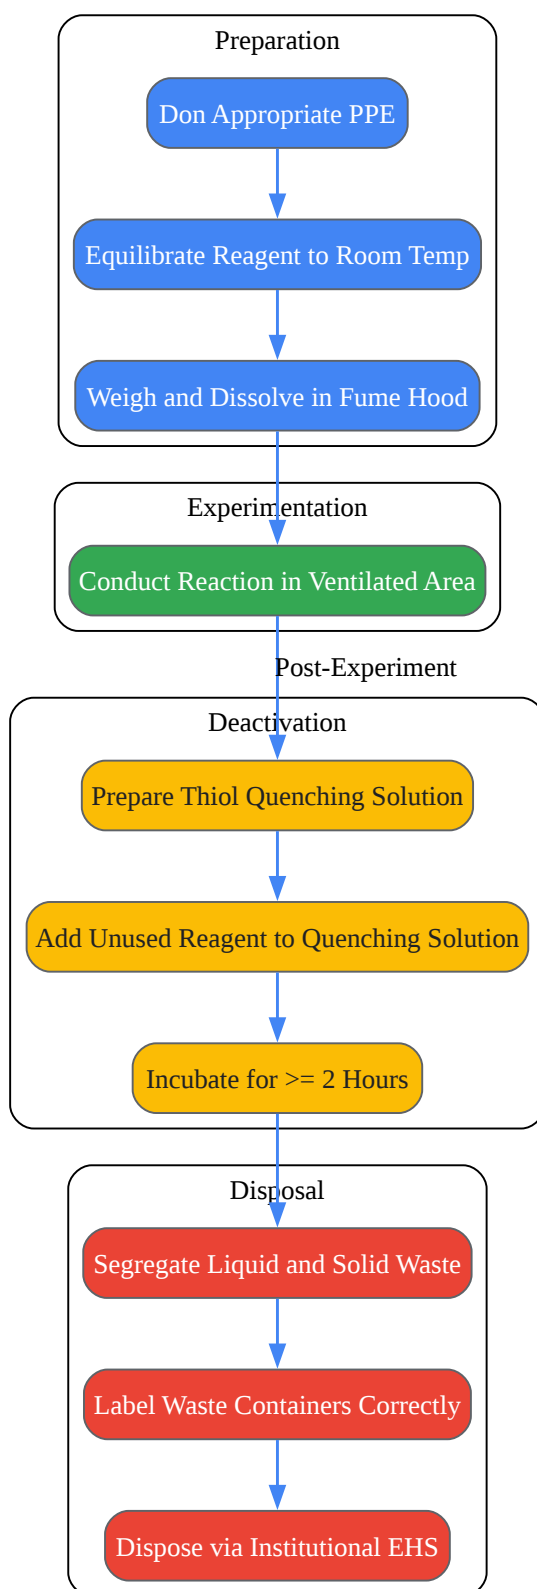 Preparation
Don Appropriate PPE
Equilibrate Reagent to Room Temp
Weigh and Dissolve in Fume Hood
Experimentation
Conduct Reaction in Ventilated Area
Post-Experiment
Deactivation
Prepare Thiol Quenching Solution
Add Unused Reagent to Quenching Solution
Incubate for >= 2 Hours
Disposal
Segregate Liquid and Solid Waste
Label Waste Containers Correctly
Dispose via Institutional EHS